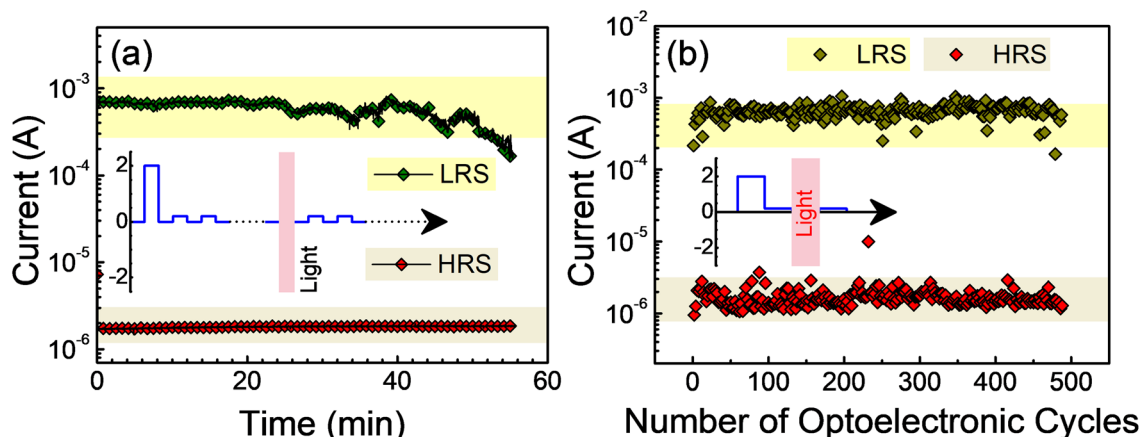 (a)
10^-3
10^-4
10^-5
10^-6
Current (A)
2
0
-2
Light
LRS
HRS
0 20 40 60
Time (min)
(b)
LRS HRS
10^-2
10^-3
10^-4
10^-5
10^-6
Current (A)
2
0
-2
Light
0 100 200 300 400 500
Number of Optoelectronic Cycles